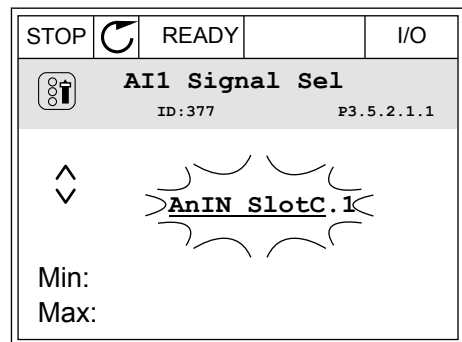 STOP READY I/O
AI1 Signal Sel
ID:377 P3.5.2.1.1
AnIN SlotC.1
Min:
Max: